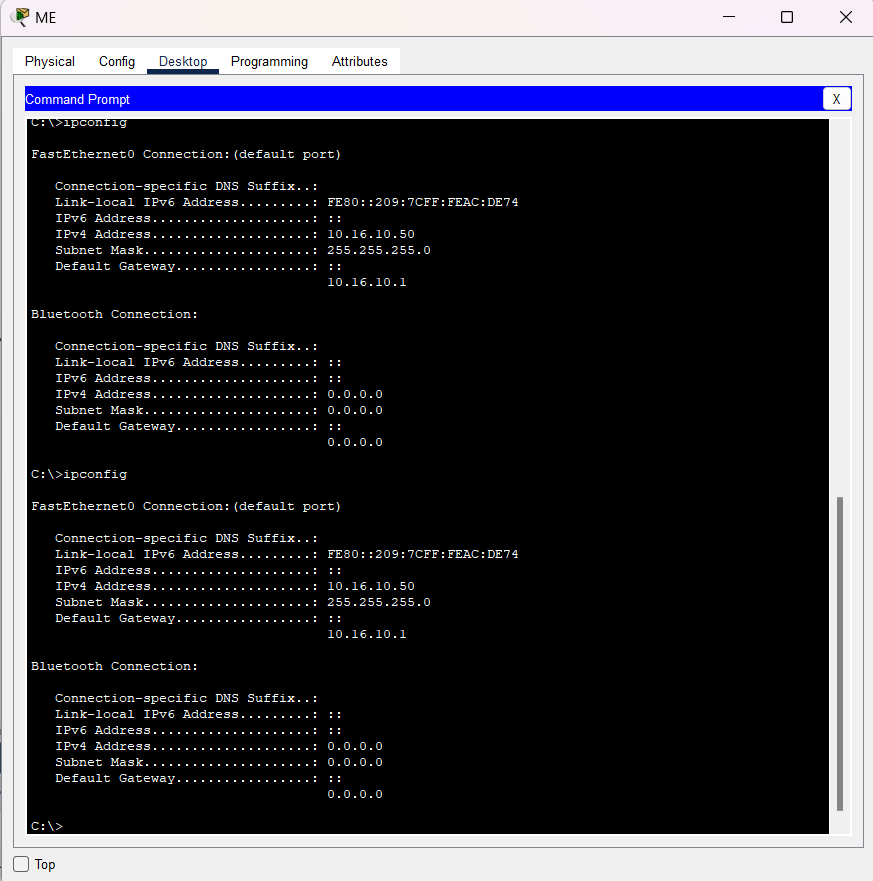 ME
Physical Config Desktop Programming Attributes
Command Prompt X
C:\>ipconfig
FastEthernet0 Connection:(default port)
Connection-specific DNS Suffix..:
Link-local IPv6 Address.........: FE80::209:7CFF:FEAC:DE74
IPv6 Address....................: ::
IPv4 Address....................: 10.16.10.50
Subnet Mask.....................: 255.255.255.0
Default Gateway.................: ::
10.16.10.1
Bluetooth Connection:
Connection-specific DNS Suffix..:
Link-local IPv6 Address.........: ::
IPv6 Address....................: ::
IPv4 Address....................: 0.0.0.0
Subnet Mask.....................: 0.0.0.0
Default Gateway.................: ::
0.0.0.0
C:\>ipconfig
FastEthernet0 Connection:(default port)
Connection-specific DNS Suffix..:
Link-local IPv6 Address.........: FE80::209:7CFF:FEAC:DE74
IPv6 Address....................: ::
IPv4 Address....................: 10.16.10.50
Subnet Mask.....................: 255.255.255.0
Default Gateway.................: ::
10.16.10.1
Bluetooth Connection:
Connection-specific DNS Suffix..:
Link-local IPv6 Address.........: ::
IPv6 Address....................: ::
IPv4 Address....................: 0.0.0.0
Subnet Mask.....................: 0.0.0.0
Default Gateway.................: ::
0.0.0.0
C:\>
Top